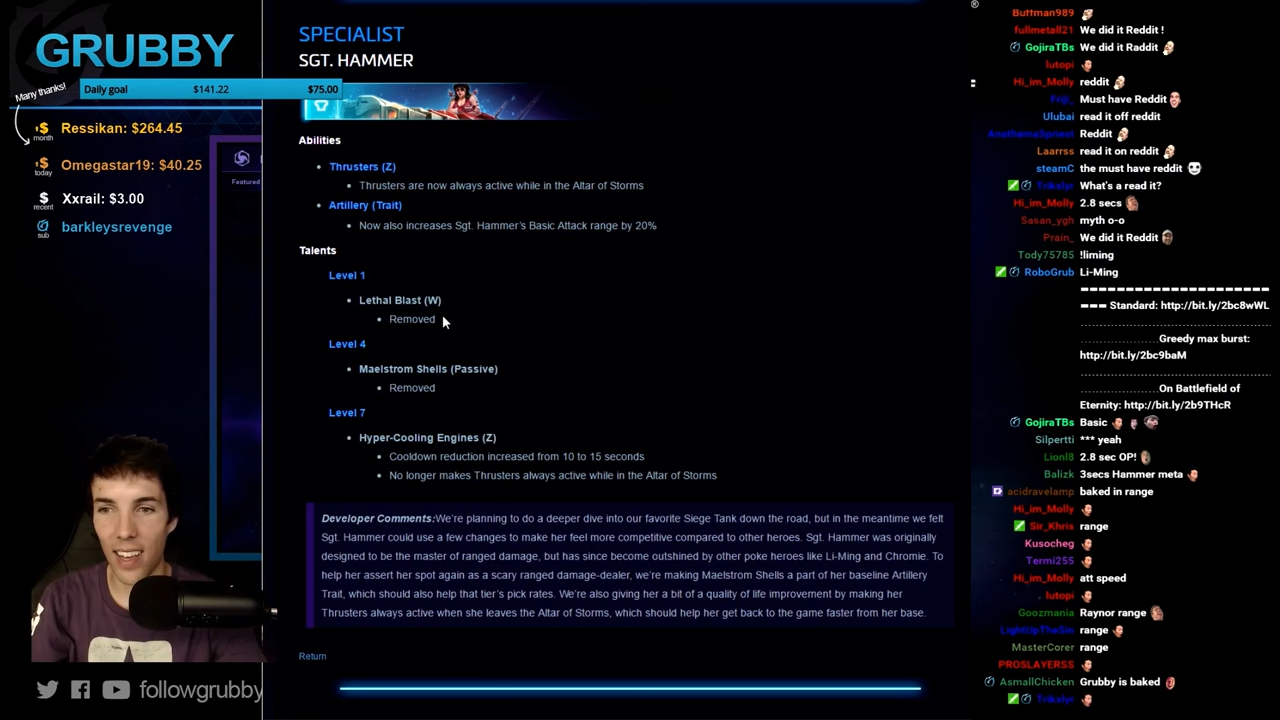 GRUBBY
Many thanks!
Daily goal $141.22 $75.00
$ month Ressikan: $264.45
$ today Omegastar19: $40.25
$ recent Xxrail: $3.00
sub barkleysrevenge
Featured
followgrubby
SPECIALIST
SGT. HAMMER
Abilities
Thrusters (Z)
Thrusters are now always active while in the Altar of Storms
Artillery (Trait)
Now also increases Sgt. Hammer's Basic Attack range by 20%
Talents
Level 1
Lethal Blast (W)
Removed
Level 4
Maelstrom Shells (Passive)
Removed
Level 7
Hyper-Cooling Engines (Z)
Cooldown reduction increased from 10 to 15 seconds
No longer makes Thrusters always active while in the Altar of Storms
Developer Comments:We're planning to do a deeper dive into our favorite Siege Tank down the road, but in the meantime we felt
Sgt. Hammer could use a few changes to make her feel more competitive compared to other heroes. Sgt. Hammer was originally
designed to be the master of ranged damage, but has since become outshined by other poke heroes like Li-Ming and Chromie. To
help her assert her spot again as a scary ranged damage-dealer, we're making Maelstrom Shells a part of her baseline Artillery
Trait, which should also help that tier's pick rates. We're also giving her a bit of a quality of life improvement by making her
Thrusters always active when she leaves the Altar of Storms, which should help her get back to the game faster from her base.
Return
Buttman989
fullmetall21 We did it Reddit !
GojiraTBs We did it Raddit
lutopi
Hi_im_Molly reddit
Frip_ Must have Reddit
Ulubai read it off reddit
AnathemaSpriest Reddit
Laarrss read it on reddit
steamC the must have reddit
Trikslyr What's a read it?
Hi_im_Molly 2.8 secs
Sasan_ygh myth o-o
Prain_ We did it Reddit
Tody75785 !liming
RoboGrub Li-Ming
Standard: http://bit.ly/2bc8wWL
Greedy max burst:
http://bit.ly/2bc9baM
On Battlefield of
Eternity: http://bit.ly/2b9THcR
GojiraTBs Basic
Silpertti *** yeah
Lionl8 2.8 sec OP!
Balizk 3secs Hammer meta
acidravelamp baked in range
Hi_im_Molly
Sir_Khris range
Kusocheg
Termi255
Hi_im_Molly att speed
lutopi
Goozmania Raynor range
LightUpTheSin range
MasterCorer range
PROSLAYERSS
AsmallChicken Grubby is baked
Trikslyr